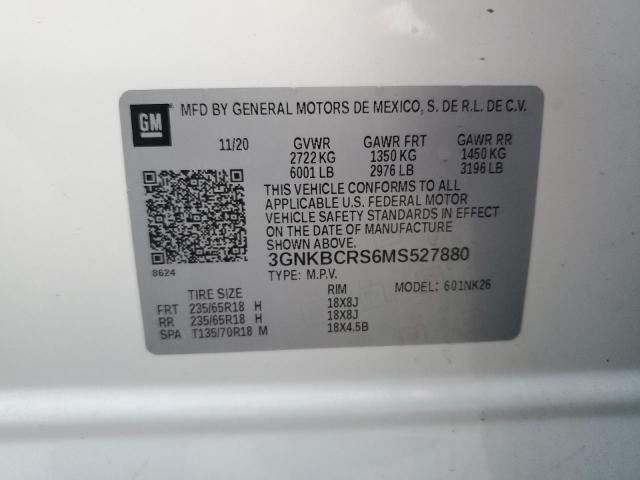 GM
MFD BY GENERAL MOTORS DE MEXICO, S. DE R.L. DE C.V.
11/20 GVWR GAWR FRT GAWR RR
2722 KG 1350 KG 1450 KG
6001 LB 2976 LB 3196 LB
THIS VEHICLE CONFORMS TO ALL
APPLICABLE U.S. FEDERAL MOTOR
VEHICLE SAFETY STANDARDS IN EFFECT
ON THE DATE OF MANUFACTURE
SHOWN ABOVE.
3GNKBCRS6MS527880
8624
TYPE: M.P.V. MODEL: 601NK26
TIRE SIZE RIM
FRT 235/65R18 H 18X8J
RR 235/65R18 H 18X8J
SPA T135/70R18 M 18X4.5B